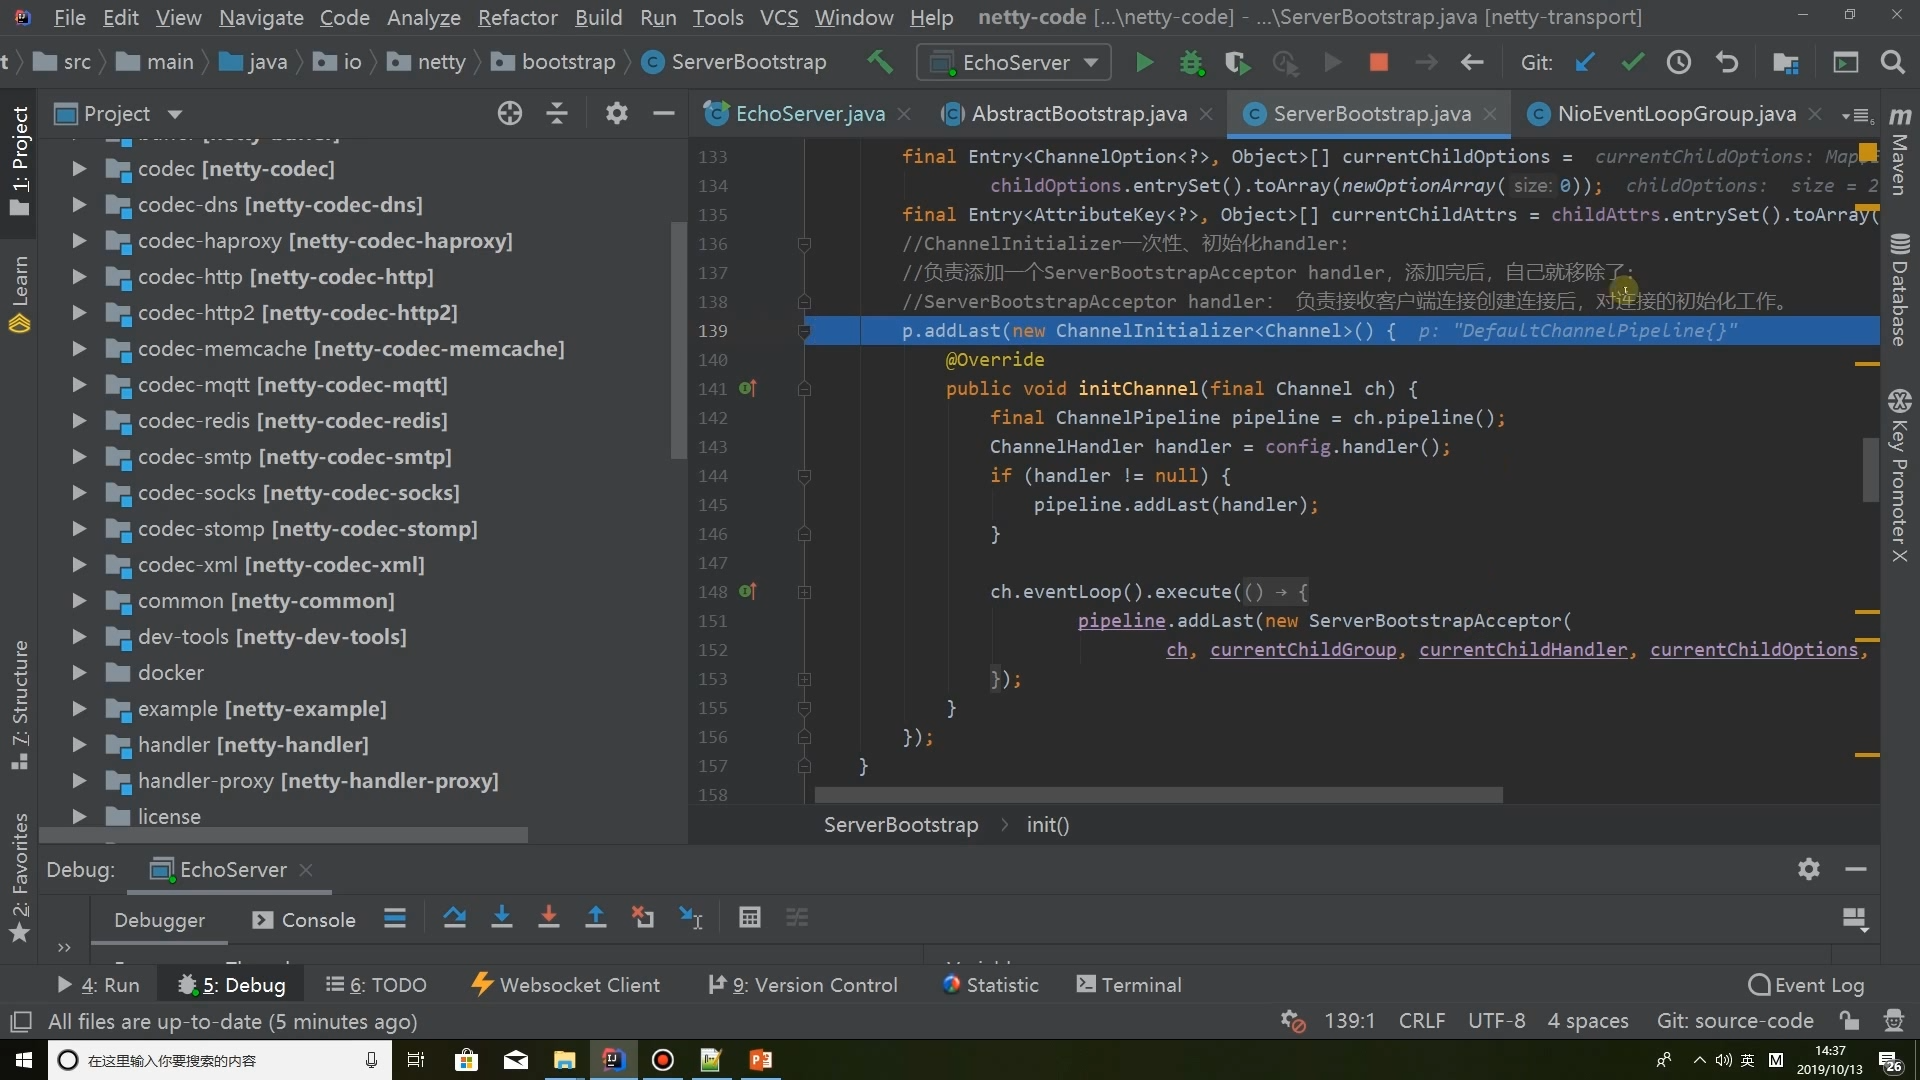 File Edit View Navigate Code Analyze Refactor Build Run Tools VCS Window Help netty-code [...\netty-code] - ...\ServerBootstrap.java [netty-transport]
t src main java io netty bootstrap ServerBootstrap EchoServer Git:
Project
EchoServer.java AbstractBootstrap.java ServerBootstrap.java NioEventLoopGroup.java
1: Project
Learn
7: Structure
2: Favorites
codec [netty-codec]
codec-dns [netty-codec-dns]
codec-haproxy [netty-codec-haproxy]
codec-http [netty-codec-http]
codec-http2 [netty-codec-http2]
codec-memcache [netty-codec-memcache]
codec-mqtt [netty-codec-mqtt]
codec-redis [netty-codec-redis]
codec-smtp [netty-codec-smtp]
codec-socks [netty-codec-socks]
codec-stomp [netty-codec-stomp]
codec-xml [netty-codec-xml]
common [netty-common]
dev-tools [netty-dev-tools]
docker
example [netty-example]
handler [netty-handler]
handler-proxy [netty-handler-proxy]
license
133 final Entry<ChannelOption<?>, Object>[] currentChildOptions = currentChildOptions:
134 childOptions.entrySet().toArray(newOptionArray( size: 0)); childOptions: size = 2
135 final Entry<AttributeKey<?>, Object>[] currentChildAttrs = childAttrs.entrySet().toArray(
136 //ChannelInitializer一次性、初始化handler:
137 //负责添加一个ServerBootstrapAcceptor handler，添加完后，自己就移除了:
138 //ServerBootstrapAcceptor handler： 负责接收客户端连接创建连接后，对连接的初始化工作。
139 p.addLast(new ChannelInitializer<Channel>() { p: "DefaultChannelPipeline{}"
140 @Override
141 public void initChannel(final Channel ch) {
142 final ChannelPipeline pipeline = ch.pipeline();
143 ChannelHandler handler = config.handler();
144 if (handler != null) {
145 pipeline.addLast(handler);
146 }
147
148 ch.eventLoop().execute(() → {
151 pipeline.addLast(new ServerBootstrapAcceptor(
152 ch, currentChildGroup, currentChildHandler, currentChildOptions,
153 });
155 }
156 });
157 }
158
ServerBootstrap init()
m Maven
Database
Key Promoter X
Debug: EchoServer
Debugger Console
4: Run 5: Debug 6: TODO Websocket Client 9: Version Control Statistic Terminal Event Log
All files are up-to-date (5 minutes ago) 139:1 CRLF UTF-8 4 spaces Git: source-code
在这里输入你要搜索的内容 英 M 14:37
2019/10/13 26